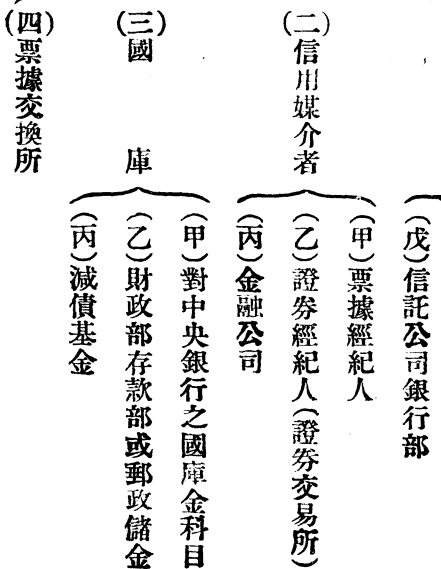 (戊)信託公司銀行部
(二)信用媒介者
(甲)票據經紀人
(乙)證券經紀人(證券交易所)
(丙)金融公司
(三)國庫
(甲)對中央銀行之國庫金科目
(乙)財政部存款部或郵政儲金
(丙)減債基金
(四)票據交換所